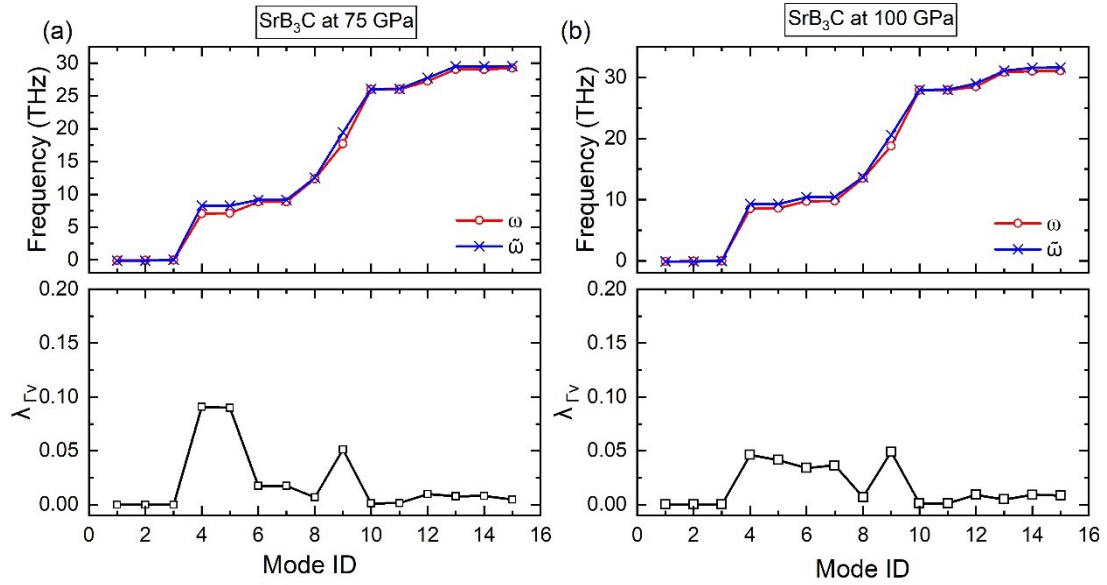 (a)
SrB₃C at 75 GPa
Frequency (THz)
30
25
20
15
10
5
0
ω
ω̃
λΓν
0.20
0.15
0.10
0.05
0.00
0 2 4 6 8 10 12 14 16
Mode ID
(b)
SrB₃C at 100 GPa
Frequency (THz)
30
20
10
0
ω
ω̃
λΓν
0.20
0.15
0.10
0.05
0.00
0 2 4 6 8 10 12 14 16
Mode ID